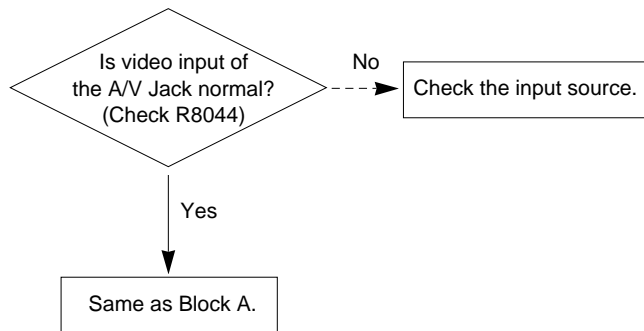 Is video input of
the A/V Jack normal?
(Check R8044)
No
Check the input source.
Yes
Same as Block A.